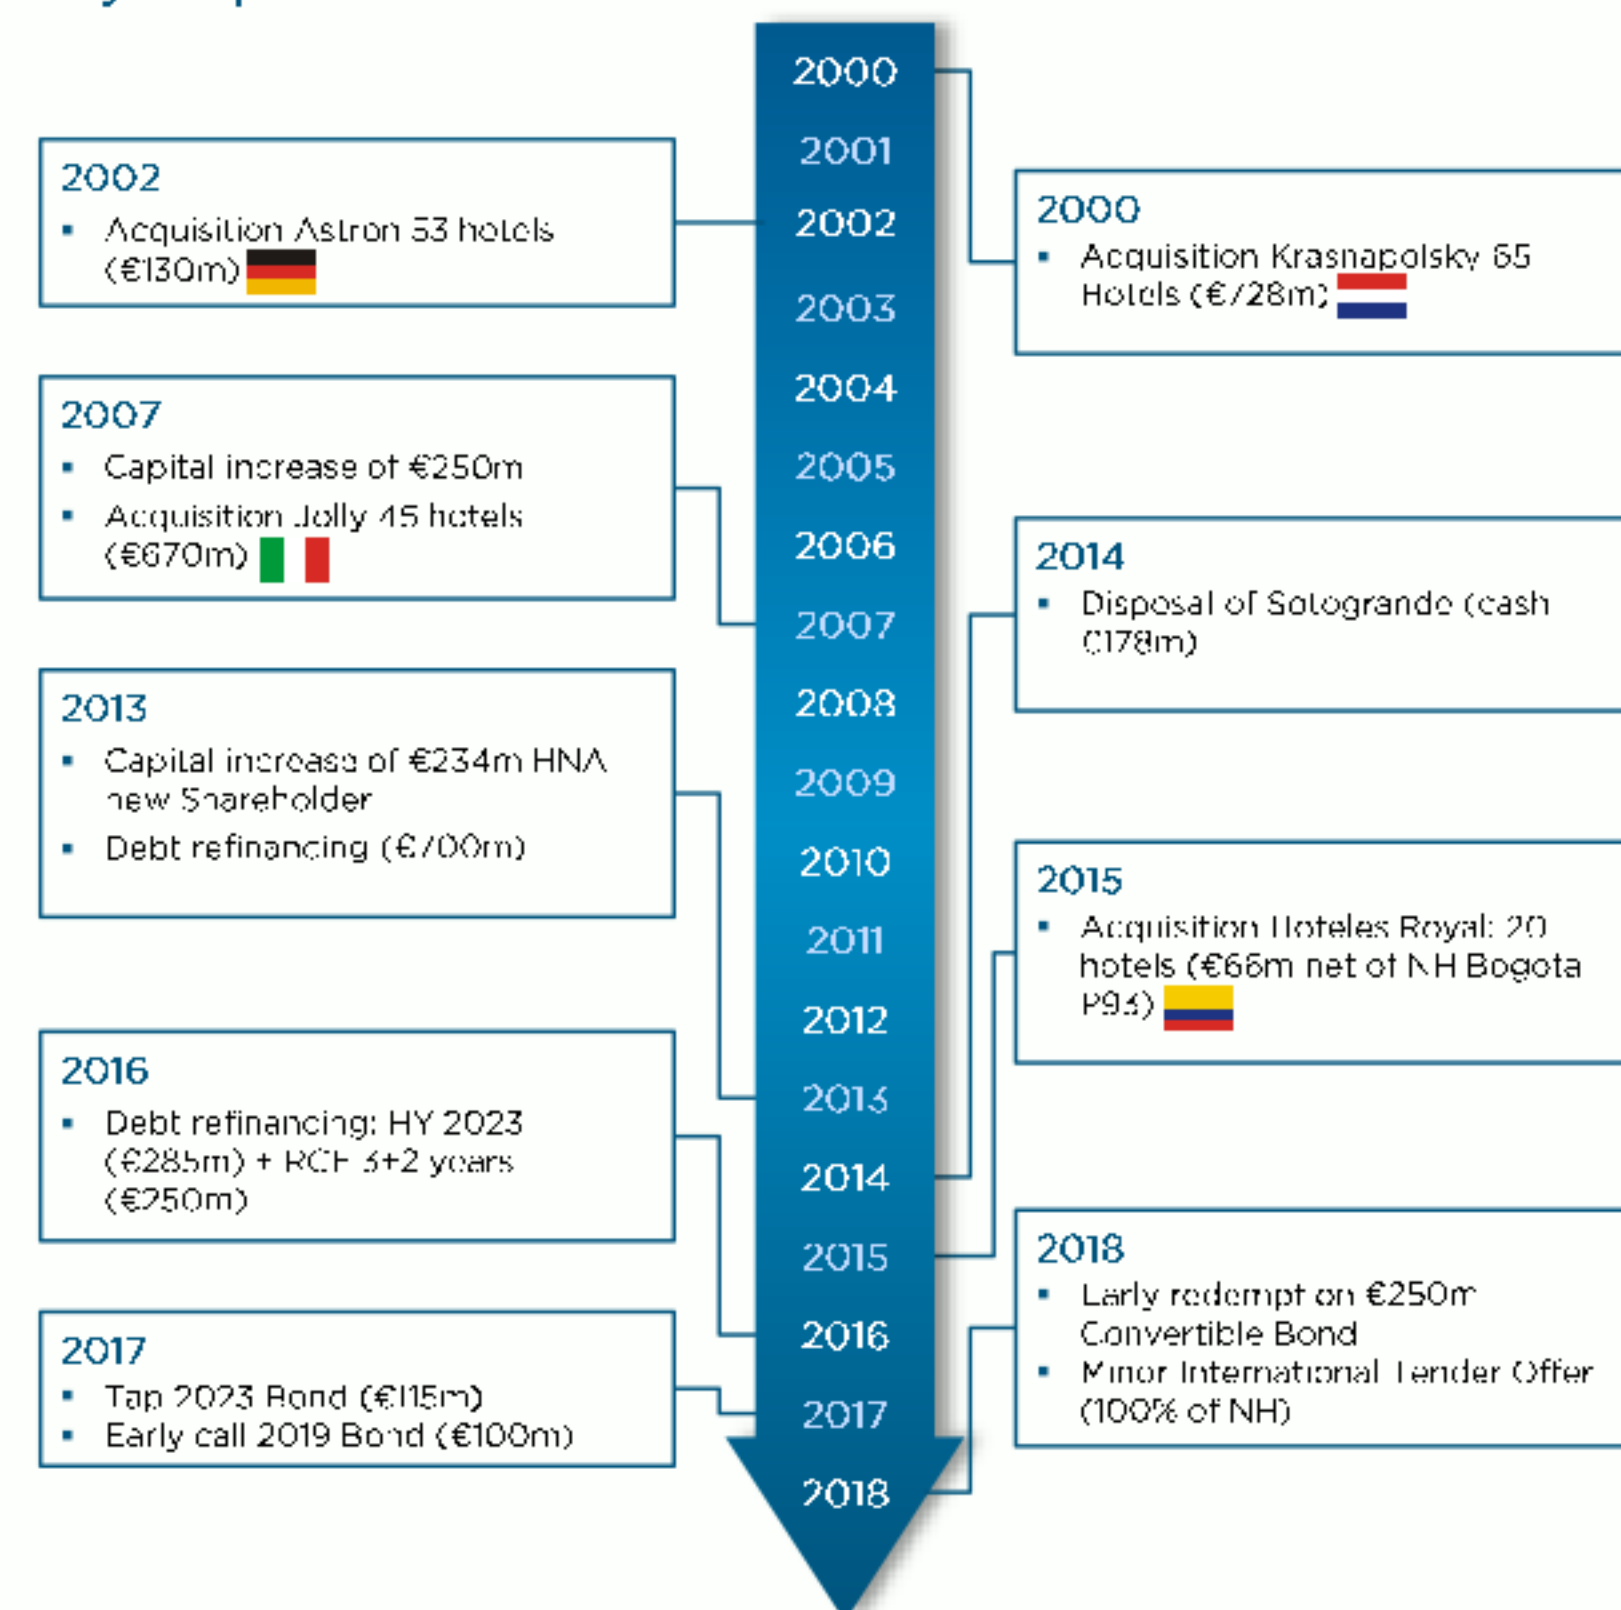 2000
2001
2002
2003
2004
2005
2006
2007
2008
2009
2010
2011
2012
2013
2014
2015
2016
2017
2018
2002
▪ Acquisition Astron 53 hotels
(€130m)
2007
▪ Capital increase of €250m
▪ Acquisition Jolly 45 hotels
(€670m)
2013
▪ Capital increase of €234m HNA
new Shareholder
▪ Debt refinancing (€700m)
2016
▪ Debt refinancing: HY 2023
(€285m) + RCF 3+2 years
(€250m)
2017
▪ Tap 2023 Bond (€115m)
▪ Early call 2019 Bond (€100m)
2000
▪ Acquisition Krasnapolsky 65
Hotels (€728m)
2014
▪ Disposal of Sotogrande (cash
€178m)
2015
▪ Acquisition Hoteles Royal: 20
hotels (€66m net of NH Bogota
P93)
2018
▪ Early redemption €250m
Convertible Bond
▪ Minor International Tender Offer
(100% of NH)